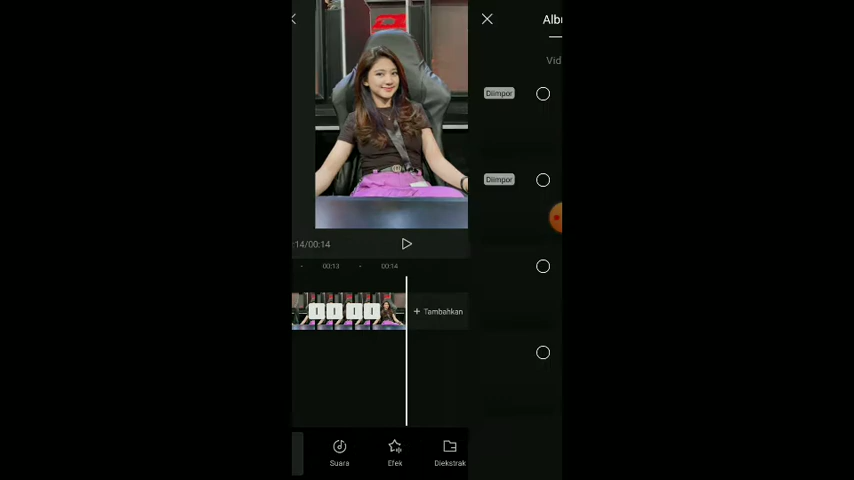 Albu
Vid
Diimpor
Diimpor
:14/00:14
00:13
00:14
+ Tambahkan
Suara
Efek
Diekstrak